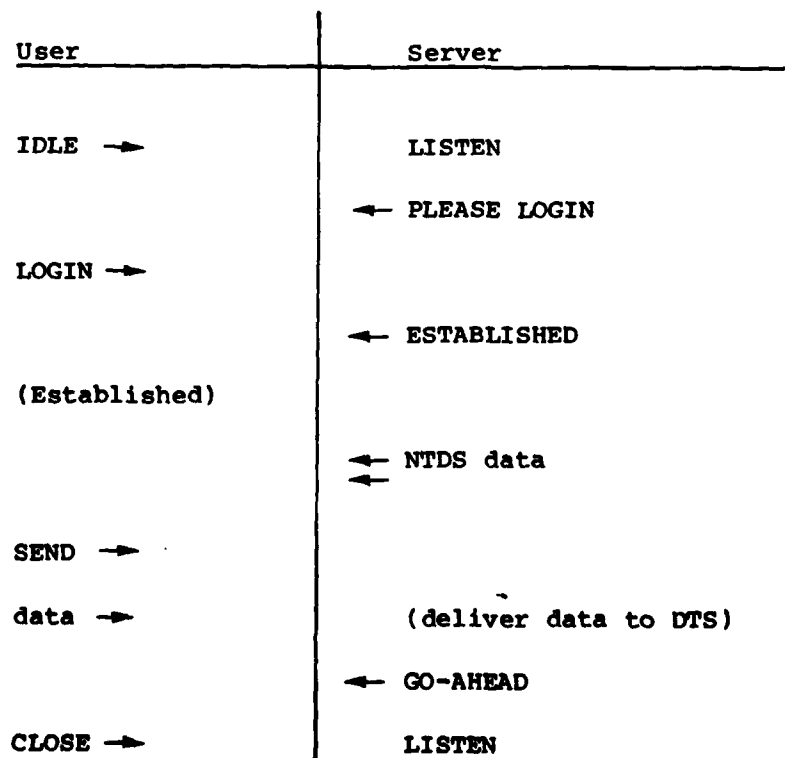 User Server
IDLE → LISTEN
← PLEASE LOGIN
LOGIN →
← ESTABLISHED
(Established)
← NTDS data
←
SEND →
data → (deliver data to DTS)
← GO-AHEAD
CLOSE → LISTEN